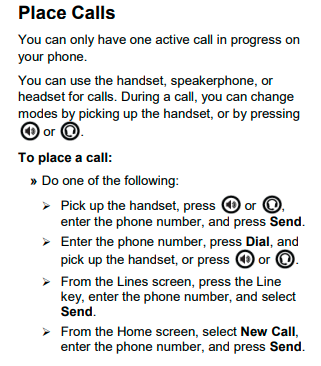 Place Calls
You can only have one active call in progress on
your phone.
You can use the handset, speakerphone, or
headset for calls. During a call, you can change
modes by picking up the handset, or by pressing
or .
To place a call:
» Do one of the following:
➢ Pick up the handset, press or ,
enter the phone number, and press Send.
➢ Enter the phone number, press Dial, and
pick up the handset, or press or .
➢ From the Lines screen, press the Line
key, enter the phone number, and select
Send.
➢ From the Home screen, select New Call,
enter the phone number, and press Send.